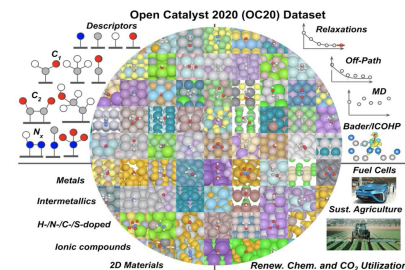 Open Catalyst 2020 (OC20) Dataset
Descriptors
Relaxations
C₁
Off-Path
C₂
MD
Nₓ
Bader/ICOHP
Metals
Fuel Cells
Intermetallics
Sust. Agriculture
H-/N-/C-/S-doped
Ionic compounds
2D Materials
Renew. Chem. and CO₂ Utilization